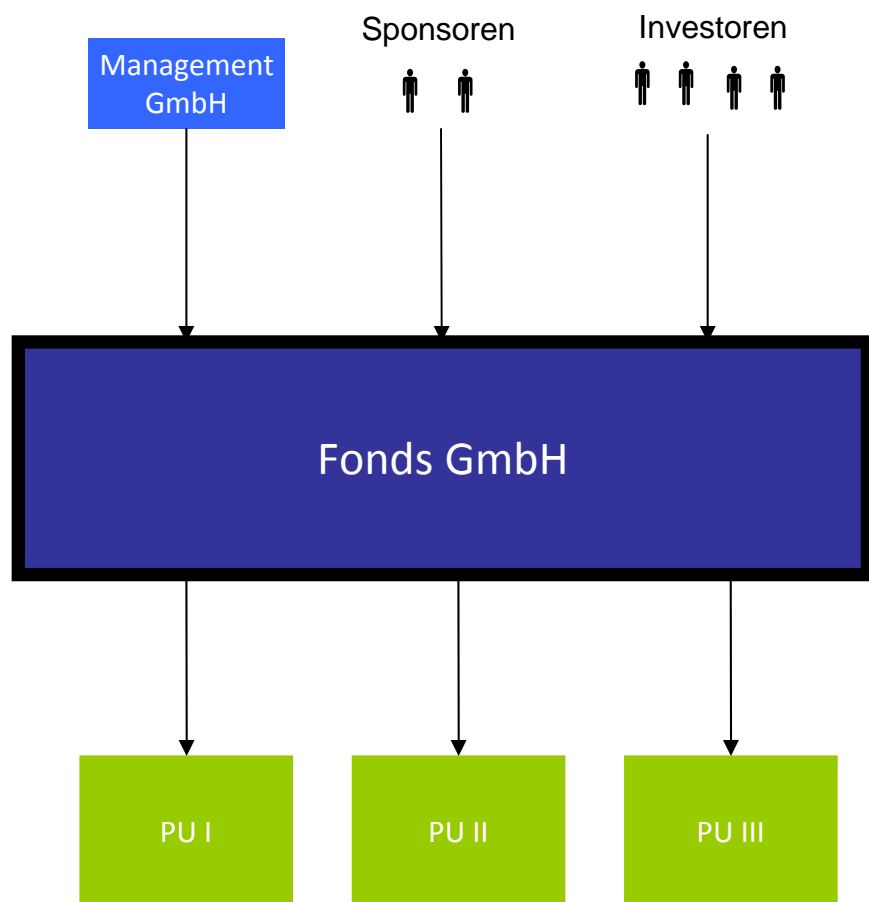 Sponsoren
Investoren
Management
GmbH
Fonds GmbH
PU I
PU II
PU III